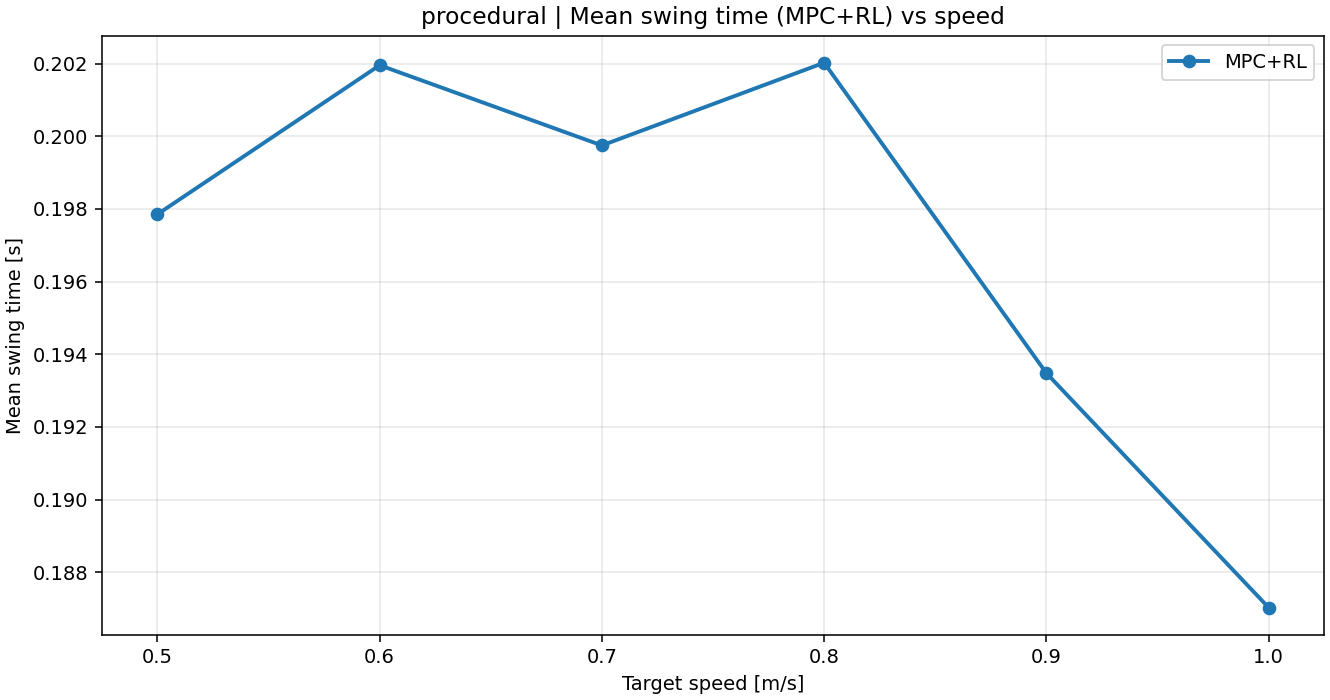 procedural | Mean swing time (MPC+RL) vs speed
MPC+RL
Mean swing time [s]
0.202
0.200
0.198
0.196
0.194
0.192
0.190
0.188
0.5 0.6 0.7 0.8 0.9 1.0
Target speed [m/s]